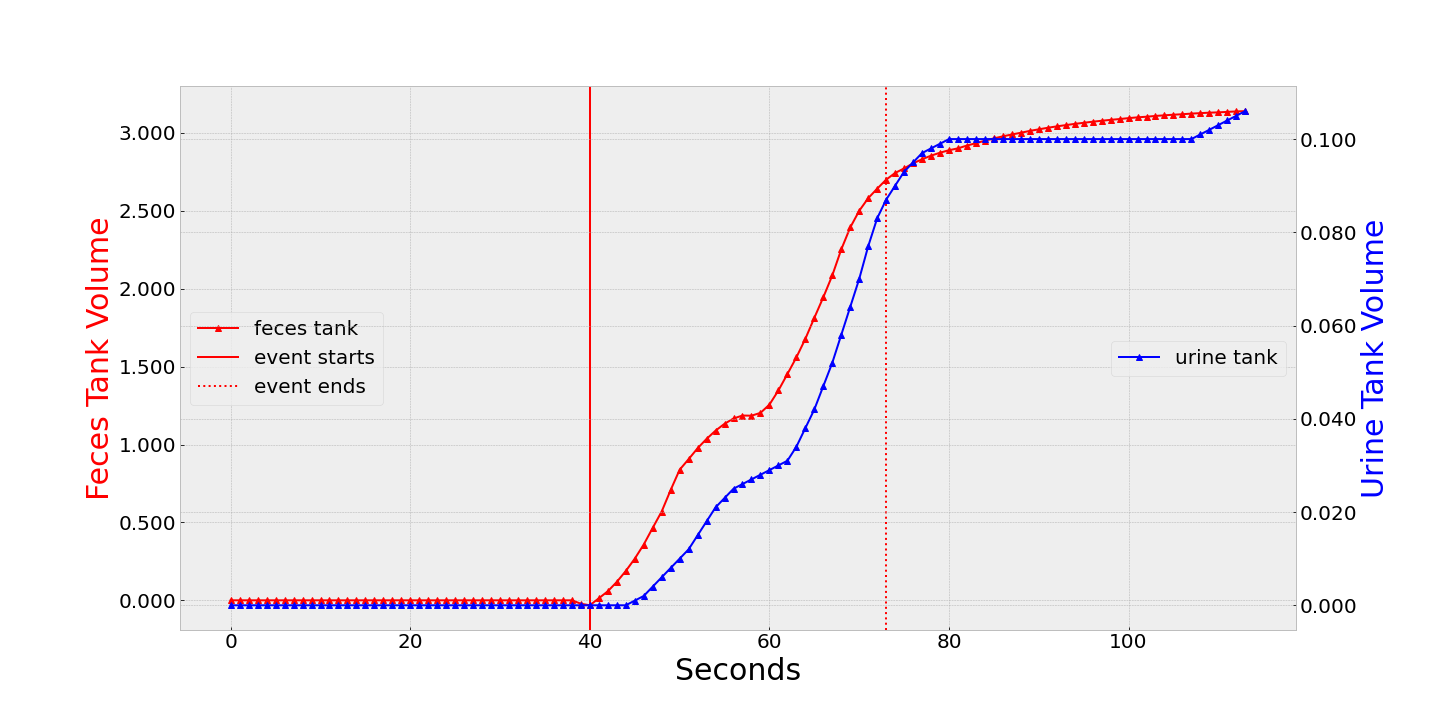 3.000
2.500
2.000
1.500
1.000
0.500
0.000
Feces Tank Volume
feces tank
event starts
event ends
urine tank
0.100
0.080
0.060
0.040
0.020
0.000
Urine Tank Volume
0 20 40 60 80 100
Seconds